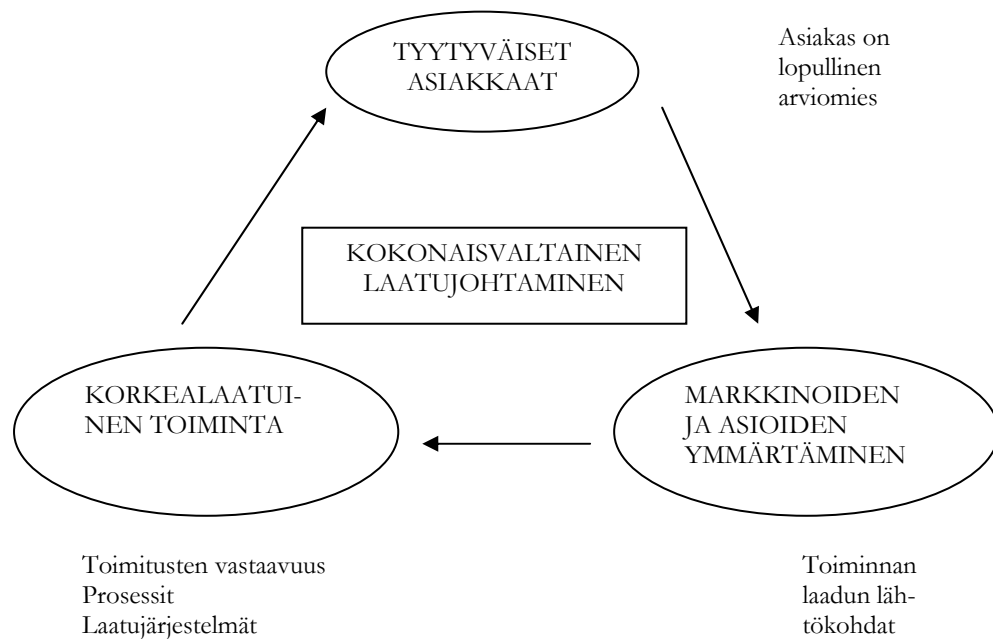 TYYTYVÄISET
ASIAKKAAT
Asiakas on
lopullinen
arviomies
KOKONAISVALTAINEN
LAATUJOHTAMINEN
KORKEALAATUI-
NEN TOIMINTA
MARKKINOIDEN
JA ASIOIDEN
YMMÄRTÄMINEN
Toimitusten vastaavuus
Prosessit
Laatujärjestelmät
Toiminnan
laadun läh-
tökohdat